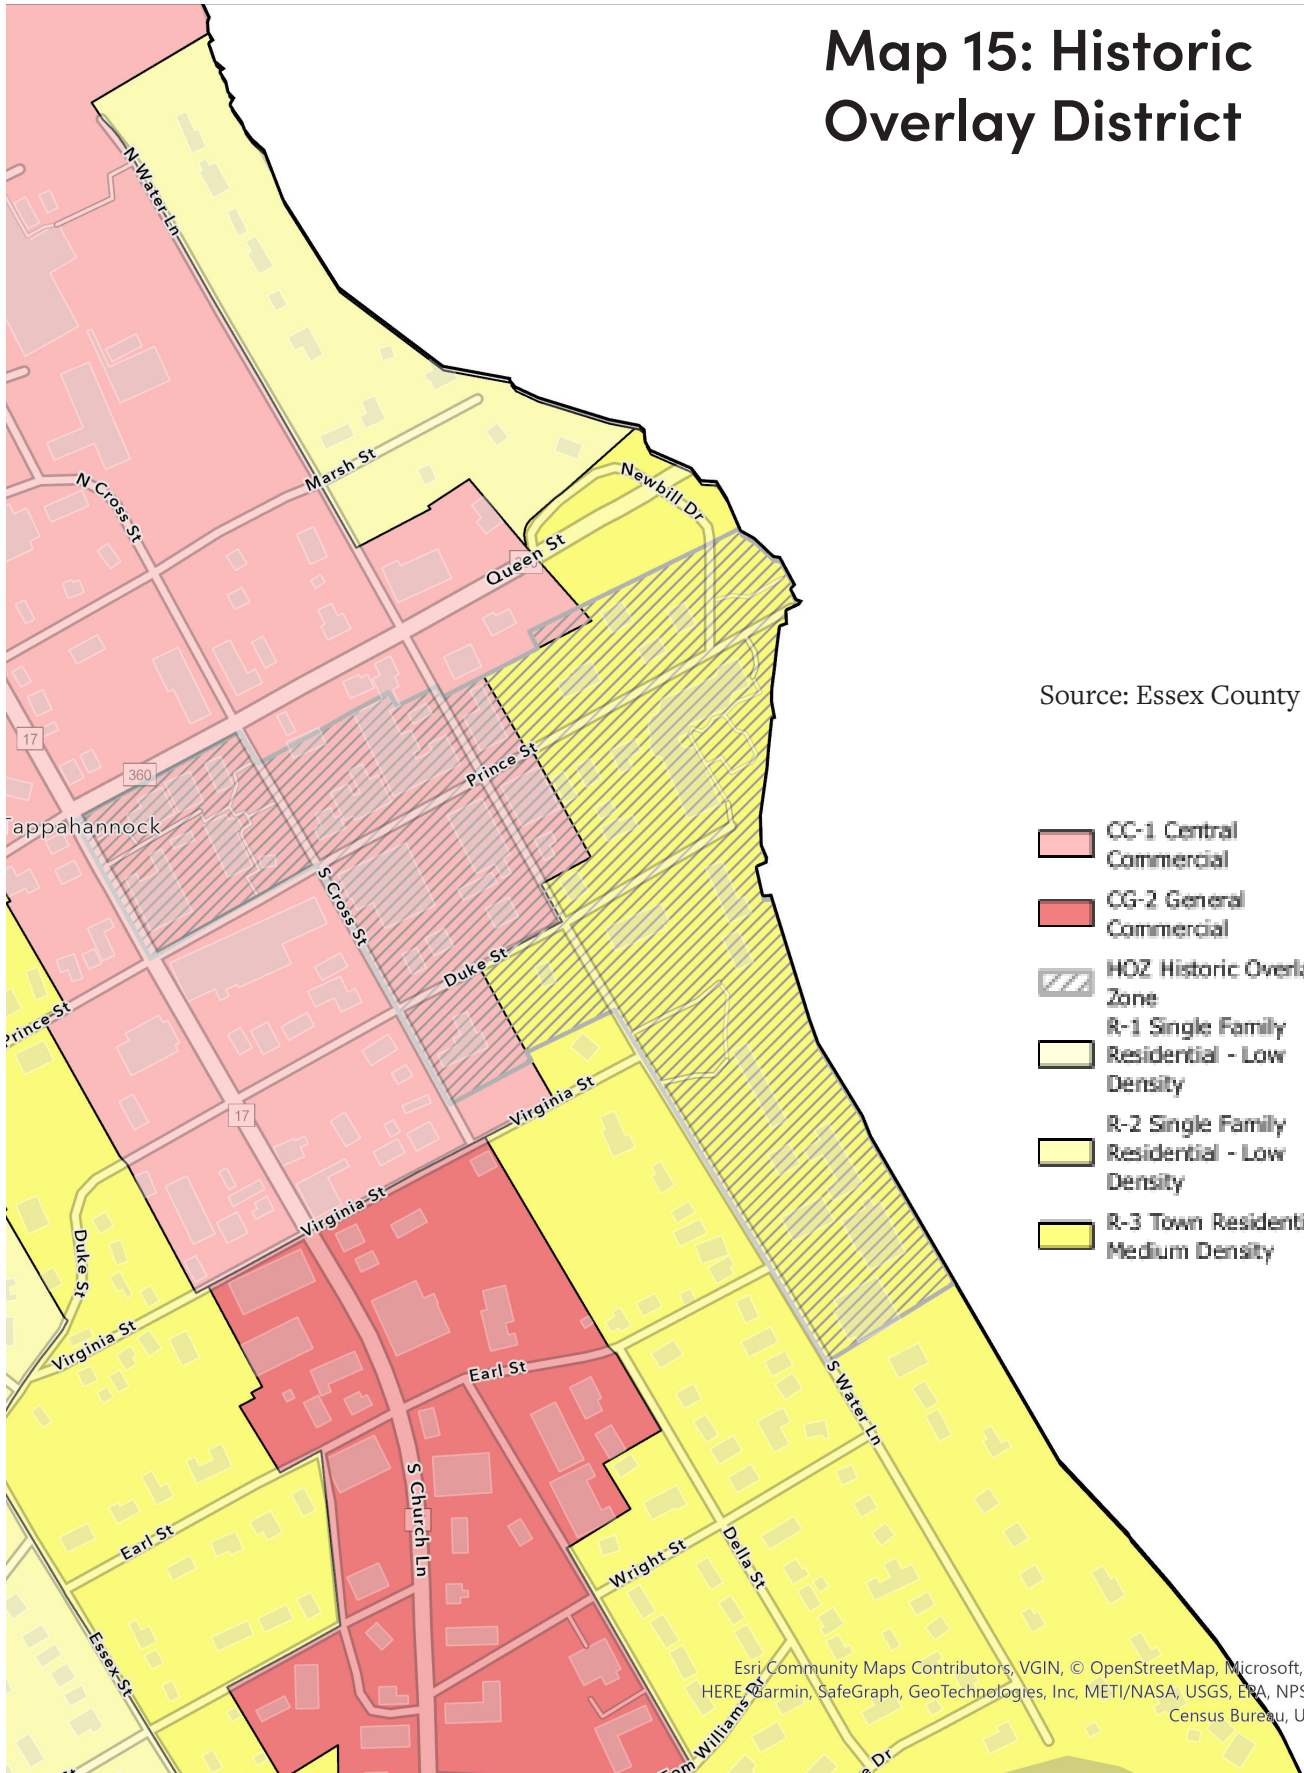 Map 15: Historic
Overlay District
N Water Ln
Marsh St
N Cross St
Newbill Dr
Queen St
17
360
Tappahannock
Prince St
S Cross St
Duke St
Prince St
17
Virginia St
Virginia St
Duke St
Virginia St
Earl St
S Water Ln
S Church Ln
Earl St
Wright St
Della St
Essex St
Tom Williams Dr
Dr
Source: Essex County
CC-1 Central
Commercial
CG-2 General
Commercial
HOZ Historic Overla
Zone
R-1 Single Family
Residential - Low
Density
R-2 Single Family
Residential - Low
Density
R-3 Town Residenti
Medium Density
Esri Community Maps Contributors, VGIN, © OpenStreetMap, Microsoft,
HERE, Garmin, SafeGraph, GeoTechnologies, Inc, METI/NASA, USGS, EPA, NPS
Census Bureau, U